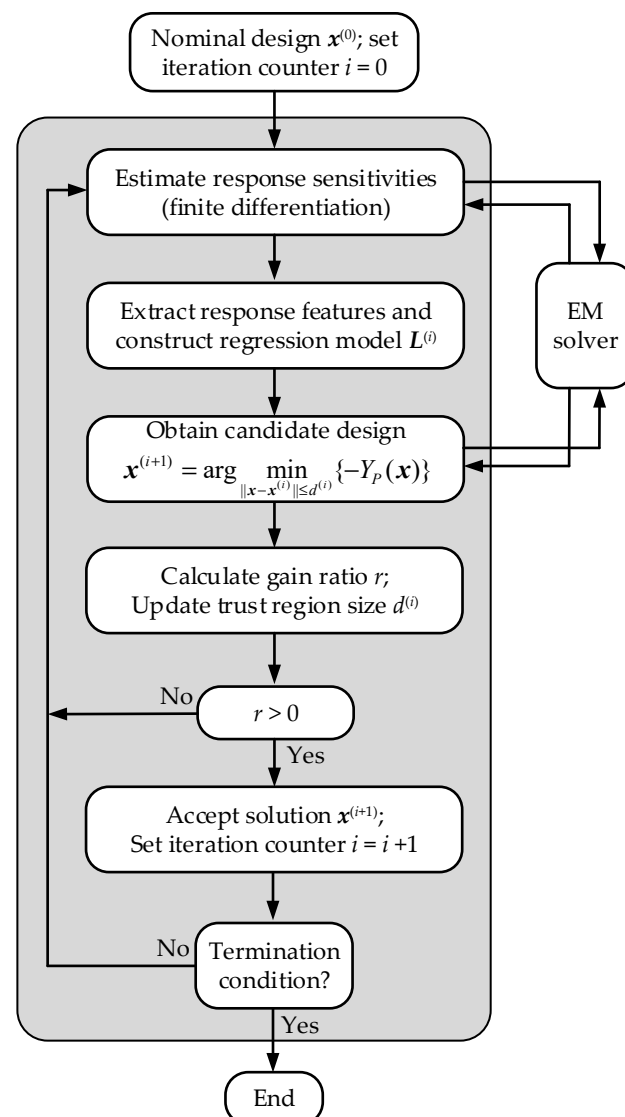 Nominal design x⁽⁰⁾; set
iteration counter i = 0
Estimate response sensitivities
(finite differentiation)
Extract response features and
construct regression model L⁽ⁱ⁾
EM
solver
Obtain candidate design
x⁽ⁱ⁺¹⁾ = arg min {−Y_P(x)}
‖x−x⁽ⁱ⁾‖≤d⁽ⁱ⁾
Calculate gain ratio r;
Update trust region size d⁽ⁱ⁾
No
r > 0
Yes
Accept solution x⁽ⁱ⁺¹⁾;
Set iteration counter i = i +1
No
Termination
condition?
Yes
End